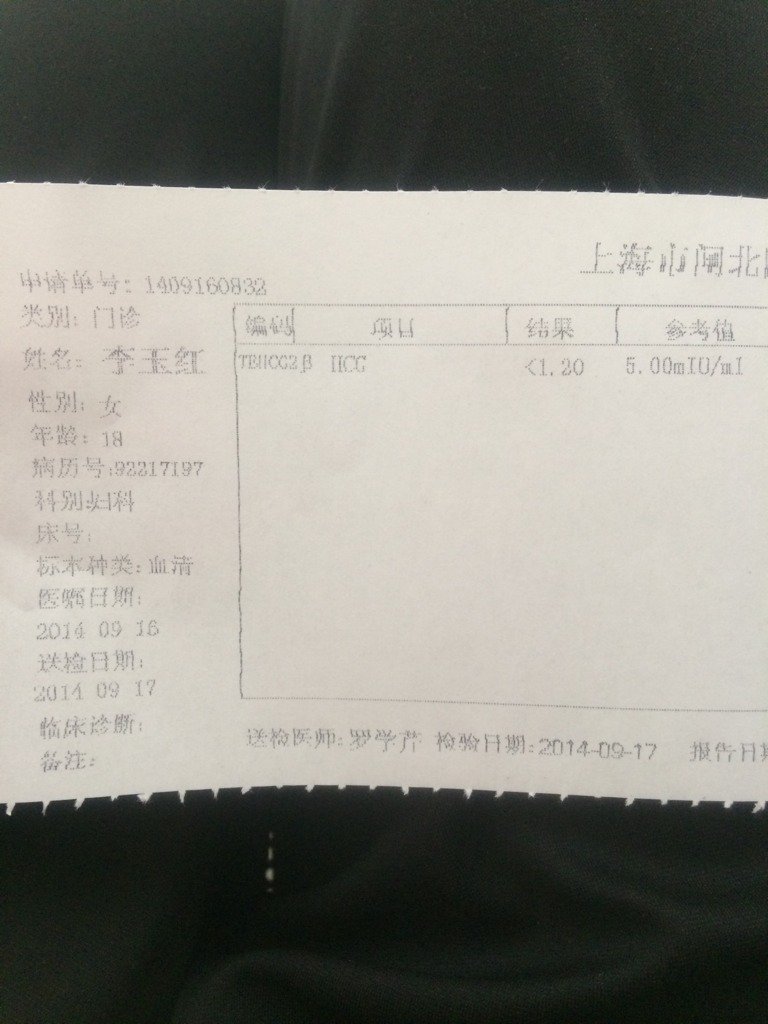 上海市闸北
申请单号: 1409160832
类别: 门诊
姓名: 李玉红
性别: 女
年龄: 18
病历号:92217197
科别:妇科
床号:
标本种类: 血清
医嘱日期:
2014 09 16
送检日期:
2014 09 17
临床诊断:
备注:
编码 项目 结果 参考值
TBHCG2 β HCG <1.20 5.00mIU/ml
送检医师: 罗学芹 检验日期:2014-09-17 报告日期